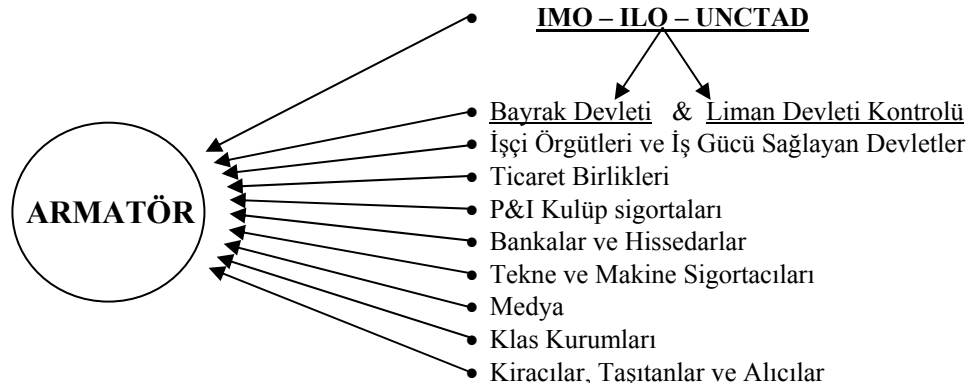 • IMO – ILO – UNCTAD
• Bayrak Devleti & Liman Devleti Kontrolü
• İşçi Örgütleri ve İş Gücü Sağlayan Devletler
• Ticaret Birlikleri
ARMATÖR
• P&I Kulüp sigortaları
• Bankalar ve Hissedarlar
• Tekne ve Makine Sigortacıları
• Medya
• Klas Kurumları
• Kiracılar, Taşıtanlar ve Alıcılar